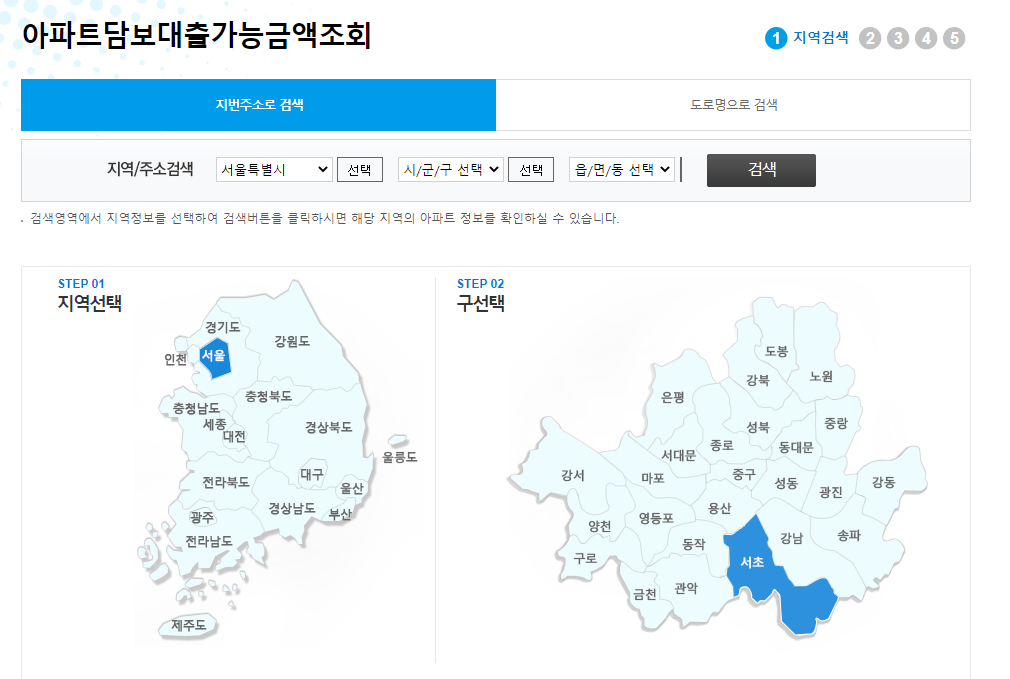 아파트담보대출가능금액조회
1 지역검색 2 3 4 5
지번주소로 검색
도로명으로 검색
지역/주소검색 서울특별시 선택 시/군/구 선택 선택 읍/면/동 선택 검색
. 검색영역에서 지역정보를 선택하여 검색버튼을 클릭하시면 해당 지역의 아파트 정보를 확인하실 수 있습니다.
STEP 01
지역선택
경기도
강원도
인천
서울
충청북도
충청남도
세종
대전
경상북도
울릉도
대구
전라북도
울산
경상남도
부산
광주
전라남도
제주도
STEP 02
구선택
도봉
노원
강북
은평
중랑
성북
종로
동대문
서대문
강서
마포
중구
성동
광진
강동
용산
영등포
양천
강남
송파
동작
구로
서초
관악
금천